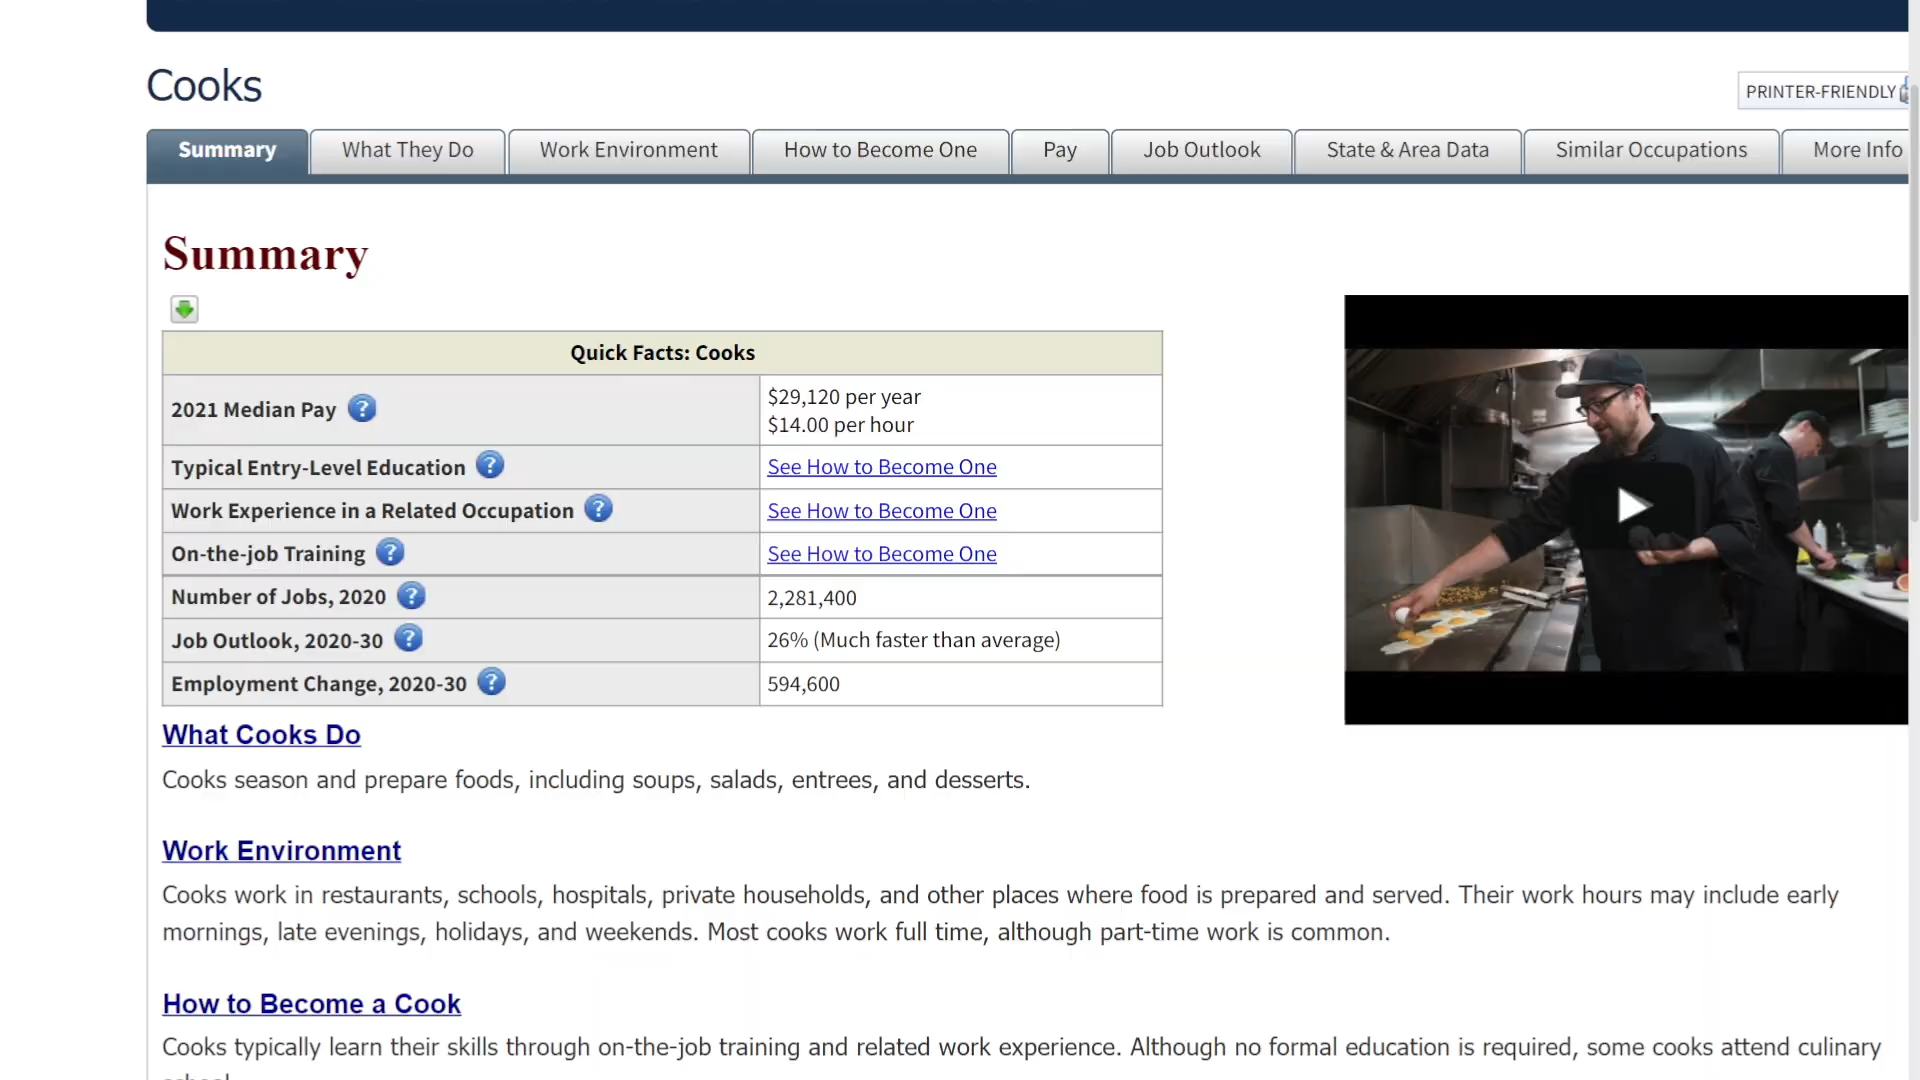 Cooks
PRINTER-FRIENDLY
Summary
What They Do
Work Environment
How to Become One
Pay
Job Outlook
State & Area Data
Similar Occupations
More Info
Summary
Quick Facts: Cooks
2021 Median Pay
$29,120 per year
$14.00 per hour
Typical Entry-Level Education
See How to Become One
Work Experience in a Related Occupation
See How to Become One
On-the-job Training
See How to Become One
Number of Jobs, 2020
2,281,400
Job Outlook, 2020-30
26% (Much faster than average)
Employment Change, 2020-30
594,600
What Cooks Do
Cooks season and prepare foods, including soups, salads, entrees, and desserts.
Work Environment
Cooks work in restaurants, schools, hospitals, private households, and other places where food is prepared and served. Their work hours may include early
mornings, late evenings, holidays, and weekends. Most cooks work full time, although part-time work is common.
How to Become a Cook
Cooks typically learn their skills through on-the-job training and related work experience. Although no formal education is required, some cooks attend culinary